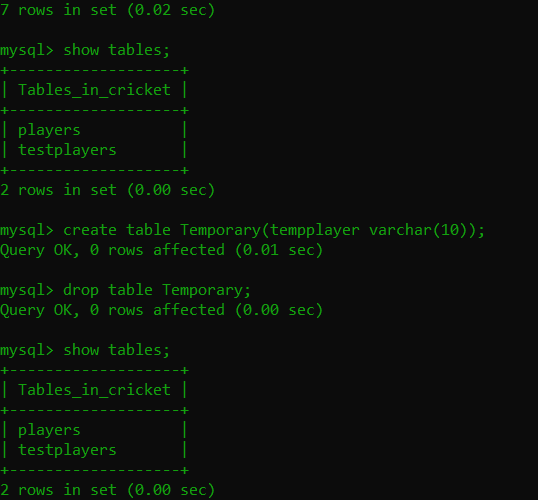 7 rows in set (0.02 sec)
mysql> show tables;
+-------------------+
| Tables_in_cricket |
+-------------------+
| players           |
| testplayers       |
+-------------------+
2 rows in set (0.00 sec)
mysql> create table Temporary(tempplayer varchar(10));
Query OK, 0 rows affected (0.01 sec)
mysql> drop table Temporary;
Query OK, 0 rows affected (0.00 sec)
mysql> show tables;
+-------------------+
| Tables_in_cricket |
+-------------------+
| players           |
| testplayers       |
+-------------------+
2 rows in set (0.00 sec)